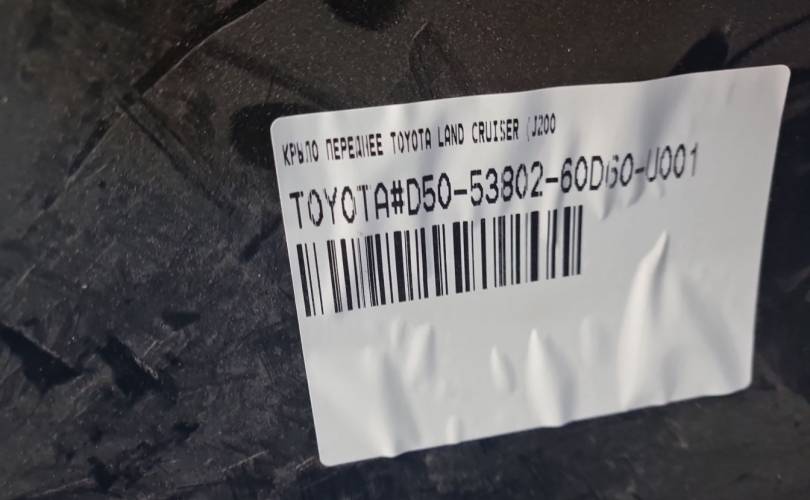 КРЫЛО ПЕРЕДНЕЕ TOYOTA LAND CRUISER (J200
TOYOTA#D50-53802-60D60-U001